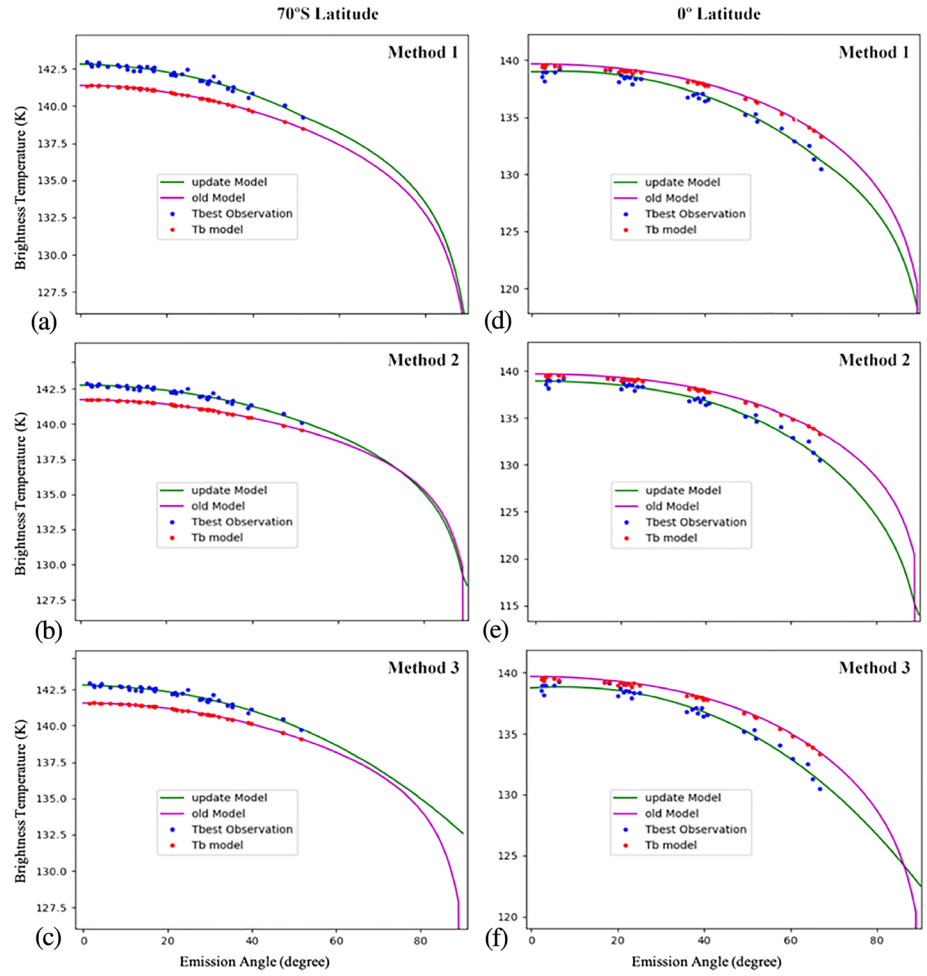 70°S Latitude
0° Latitude
Method 1
Brightness Temperature (K)
142.5
140.0
137.5
135.0
132.5
130.0
127.5
update Model
old Model
Tbest Observation
Tb model
(a)
Method 1
140
135
130
125
120
update Model
old Model
Tbest Observation
Tb model
(d)
Method 2
Brightness Temperature (K)
142.5
140.0
137.5
135.0
132.5
130.0
127.5
update Model
old Model
Tbest Observation
Tb model
(b)
Method 2
140
135
130
125
120
115
update Model
old Model
Tbest Observation
Tb model
(e)
Method 3
Brightness Temperature (K)
142.5
140.0
137.5
135.0
132.5
130.0
127.5
update Model
old Model
Tbest Observation
Tb model
(c)
0 20 40 60 80
Emission Angle (degree)
Method 3
140
135
130
125
120
update Model
old Model
Tbest Observation
Tb model
(f)
0 20 40 60 80
Emission Angle (degree)